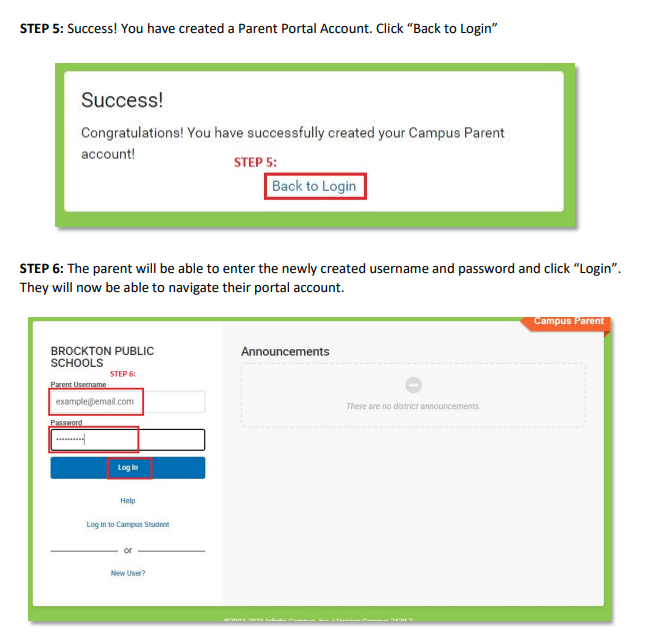 STEP 5: Success! You have created a Parent Portal Account. Click “Back to Login”
Success!
Congratulations! You have successfully created your Campus Parent
account!
STEP 5:
Back to Login
STEP 6: The parent will be able to enter the newly created username and password and click “Login”.
They will now be able to navigate their portal account.
Campus Parent
BROCKTON PUBLIC
SCHOOLS
STEP 6:
Parent Username
example@email.com
Password
Log In
Help
Log in to Campus Student
or
New User?
Announcements
There are no district announcements.